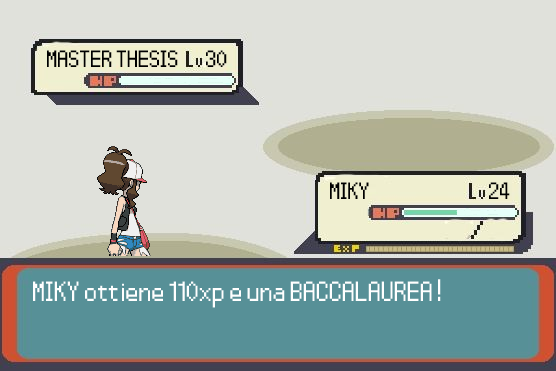 MASTER THESIS Lv30
HP
MIKY Lv24
HP
/
EXP
MIKY ottiene 110xp e una BACCALAUREA!